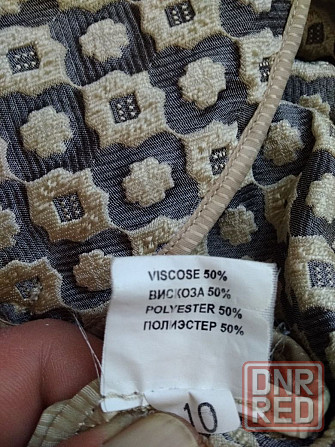 VISCOSE 50%
ВИСКОЗА 50%
POLYESTER 50%
ПОЛИЭСТЕР 50%
10
DNR
RED